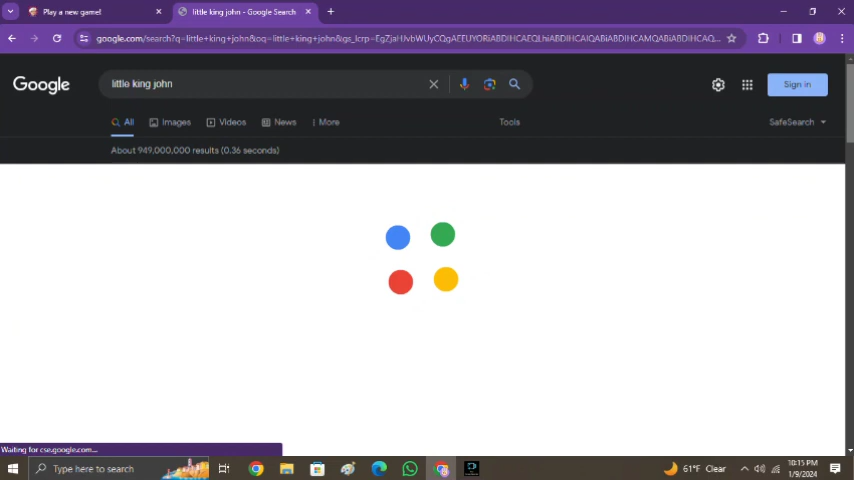 Play a new game!
little king john - Google Search
google.com/search?q=little+king+john&oq=little+king+john&gs_lcrp=
Google
little king john
Sign in
All
Images
Videos
News
More
Tools
SafeSearch
About 949,000,000 results (0.36 seconds)
Waiting for cse.google.com...
Type here to search
61°F Clear
10:15 PM
1/9/2024